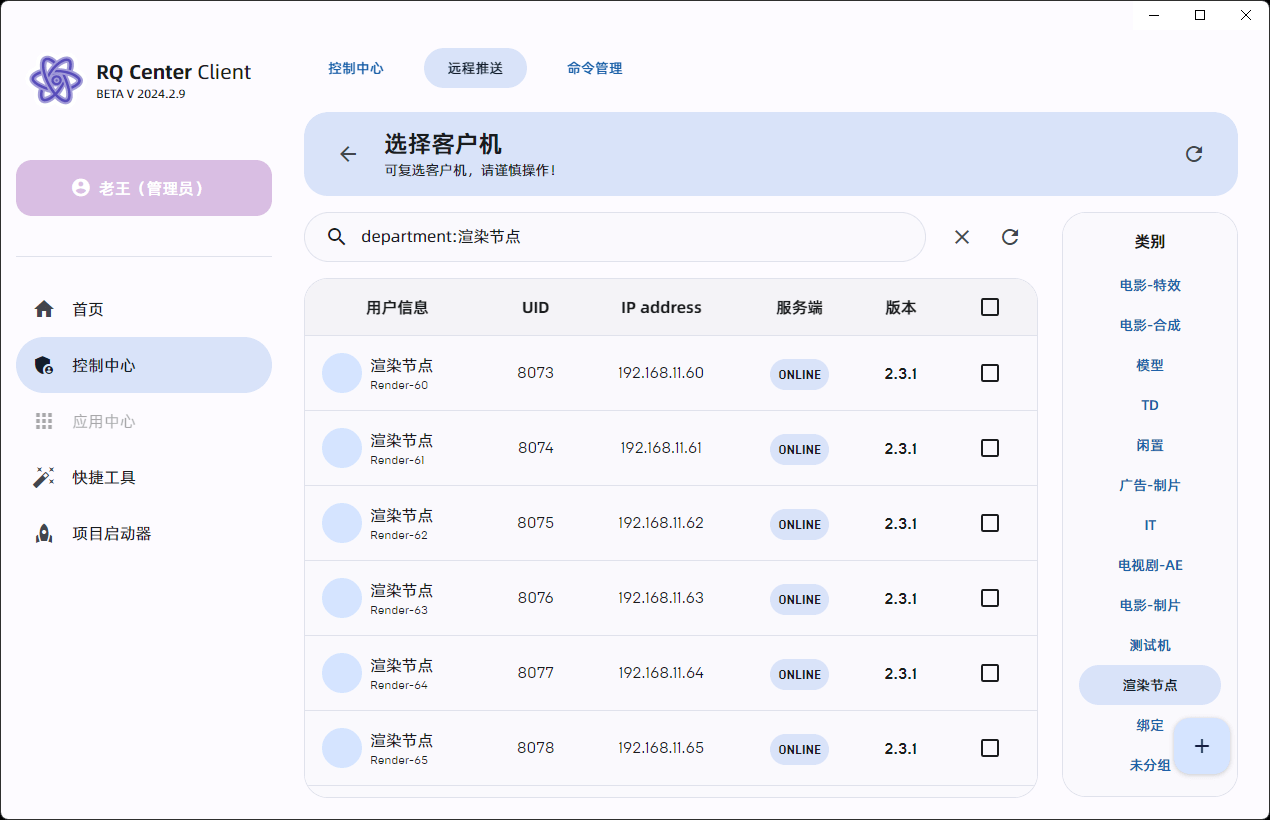 RQ Center Client
BETA V 2024.2.9
老王（管理员）
首页
控制中心
应用中心
快捷工具
项目启动器
控制中心 远程推送 命令管理
选择客户机
可复选客户机，请谨慎操作！
department:渲染节点
用户信息 UID IP address 服务端 版本
渲染节点 8073 192.168.11.60 ONLINE 2.3.1
Render-60
渲染节点 8074 192.168.11.61 ONLINE 2.3.1
Render-61
渲染节点 8075 192.168.11.62 ONLINE 2.3.1
Render-62
渲染节点 8076 192.168.11.63 ONLINE 2.3.1
Render-63
渲染节点 8077 192.168.11.64 ONLINE 2.3.1
Render-64
渲染节点 8078 192.168.11.65 ONLINE 2.3.1
Render-65
类别
电影-特效
电影-合成
模型
TD
闲置
广告-制片
IT
电视剧-AE
电影-制片
测试机
渲染节点
绑定
未分组